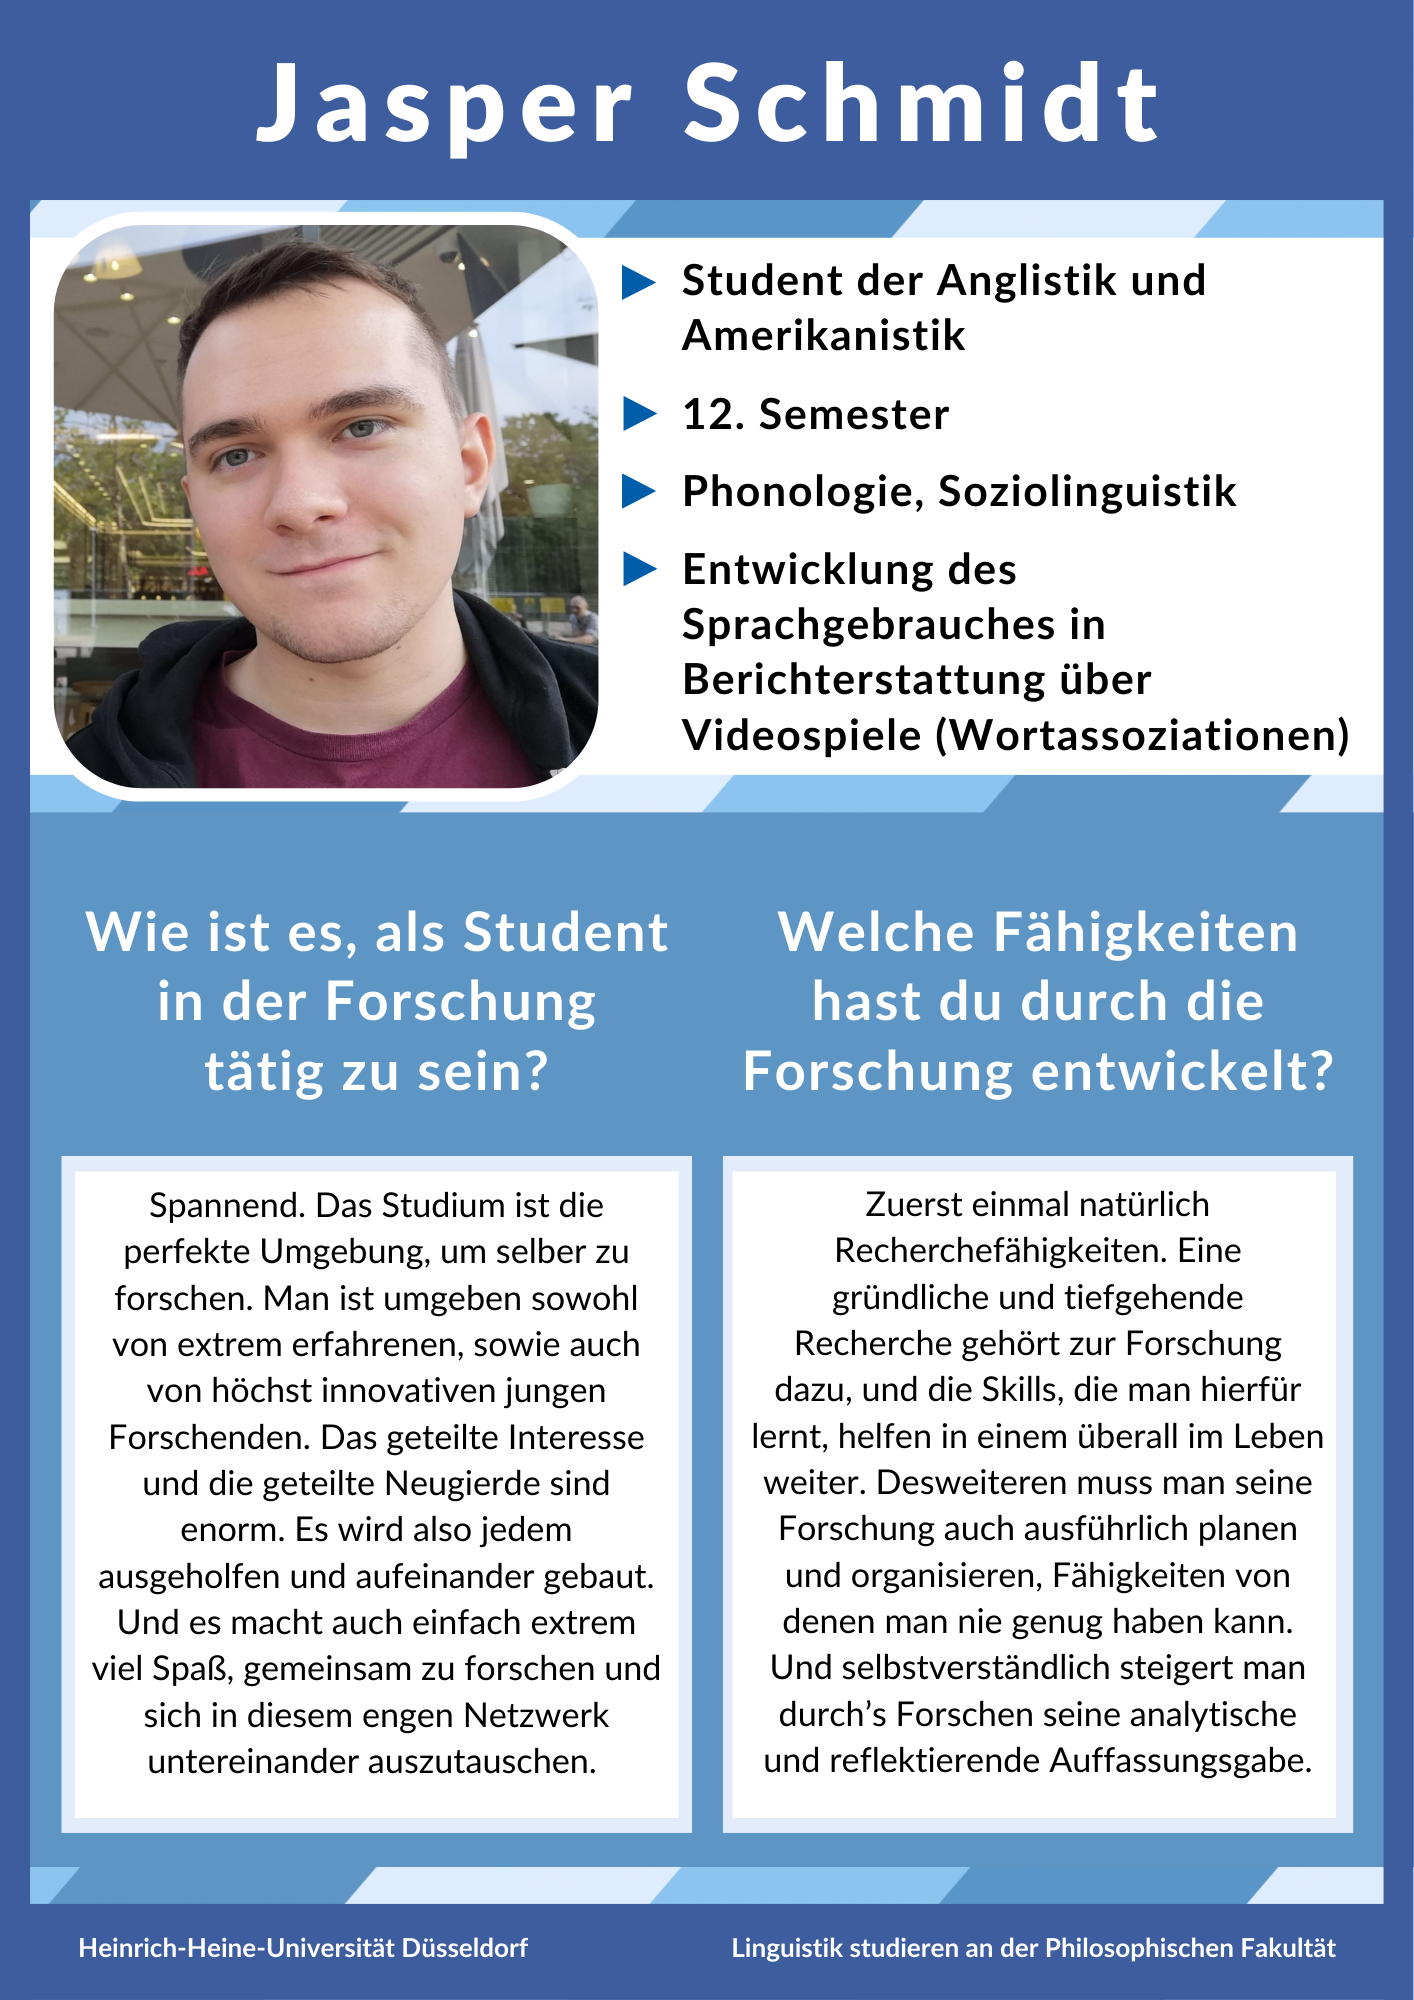 Jasper Schmidt
Student der Anglistik und
Amerikanistik
12. Semester
Phonologie, Soziolinguistik
Entwicklung des
Sprachgebrauches in
Berichterstattung über
Videospiele (Wortassoziationen)
Wie ist es, als Student
in der Forschung
tätig zu sein?
Spannend. Das Studium ist die
perfekte Umgebung, um selber zu
forschen. Man ist umgeben sowohl
von extrem erfahrenen, sowie auch
von höchst innovativen jungen
Forschenden. Das geteilte Interesse
und die geteilte Neugierde sind
enorm. Es wird also jedem
ausgeholfen und aufeinander gebaut.
Und es macht auch einfach extrem
viel Spaß, gemeinsam zu forschen und
sich in diesem engen Netzwerk
untereinander auszutauschen.
Welche Fähigkeiten
hast du durch die
Forschung entwickelt?
Zuerst einmal natürlich
Recherchefähigkeiten. Eine
gründliche und tiefgehende
Recherche gehört zur Forschung
dazu, und die Skills, die man hierfür
lernt, helfen in einem überall im Leben
weiter. Desweiteren muss man seine
Forschung auch ausführlich planen
und organisieren, Fähigkeiten von
denen man nie genug haben kann.
Und selbstverständlich steigert man
durch’s Forschen seine analytische
und reflektierende Auffassungsgabe.
Heinrich-Heine-Universität Düsseldorf
Linguistik studieren an der Philosophischen Fakultät